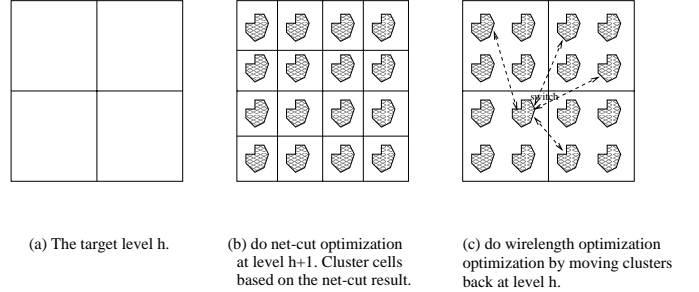 switch
(a) The target level h.
(b) do net-cut optimization
at level h+1. Cluster cells
based on the net-cut result.
(c) do wirelength optimization
optimization by moving clusters
back at level h.